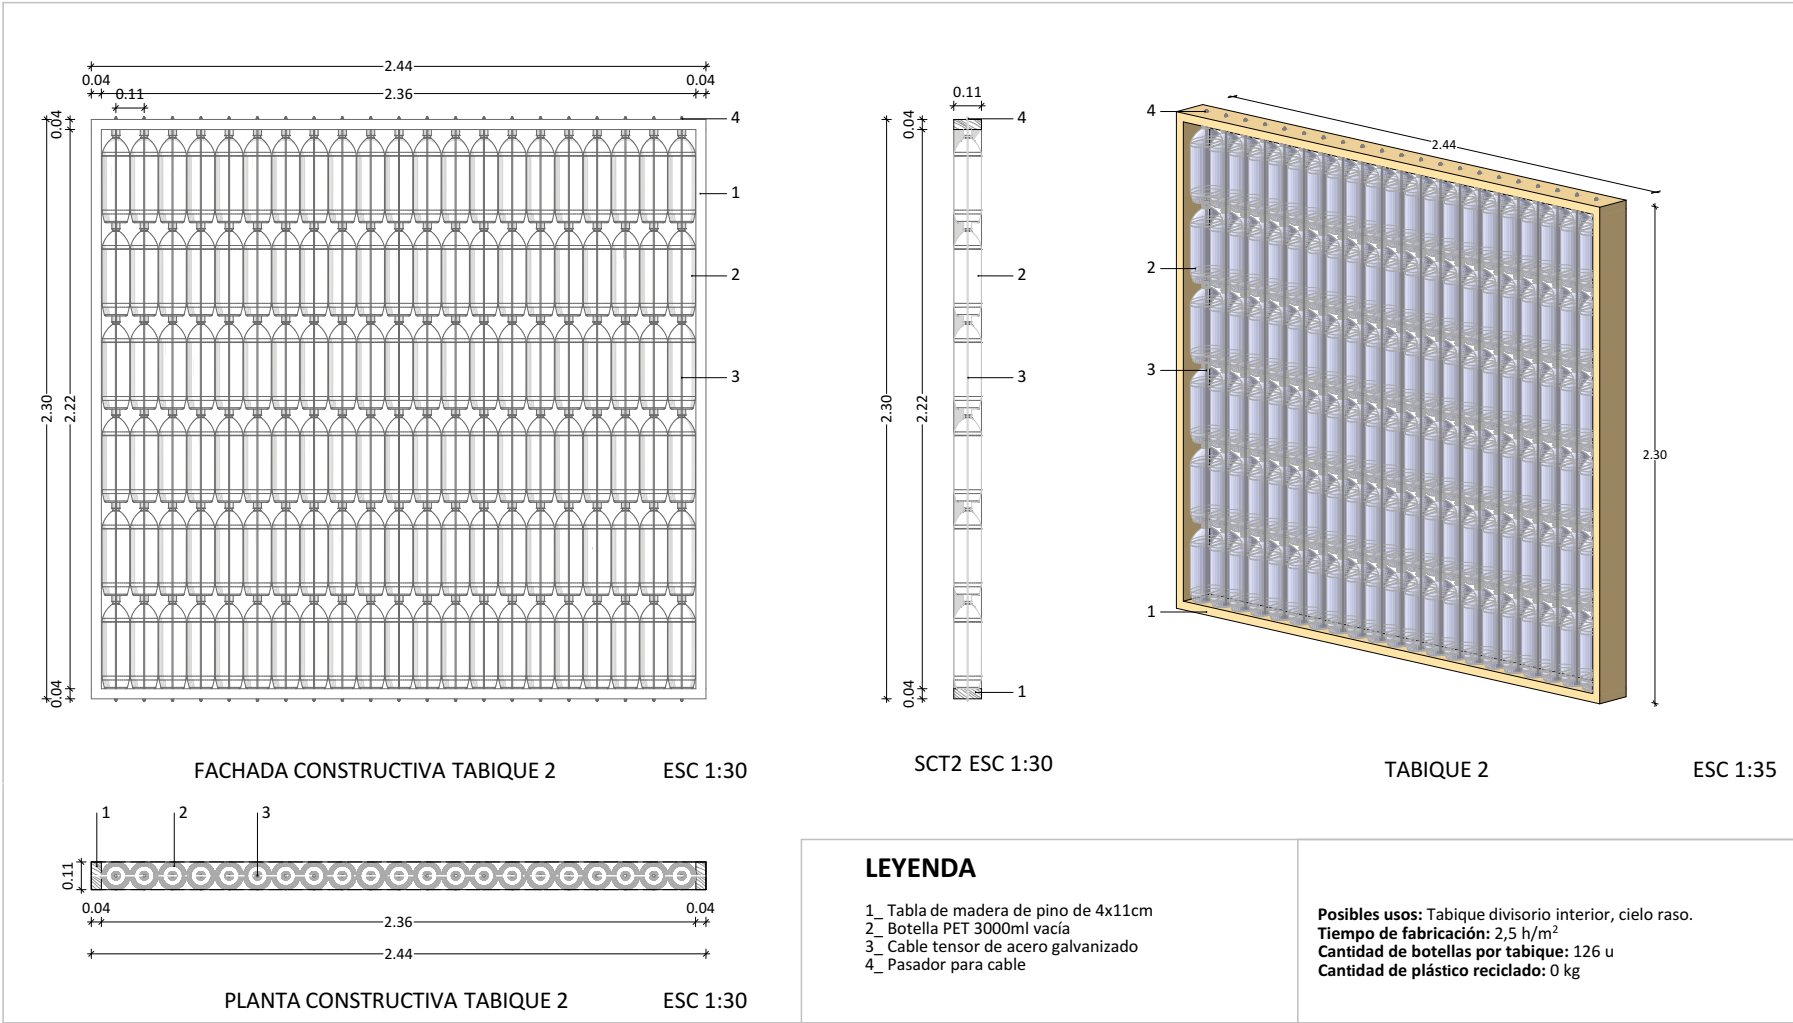 2.44
0.04
0.04
2.36
0.11
0.04
2.30
2.22
0.04
4
1
2
3
FACHADA CONSTRUCTIVA TABIQUE 2
ESC 1:30
0.11
0.04
2.30
2.22
0.04
4
2
3
1
SCT2 ESC 1:30
4
2.44
2
3
2.30
1
TABIQUE 2
ESC 1:35
1
2
3
0.11
0.04
0.04
2.36
2.44
PLANTA CONSTRUCTIVA TABIQUE 2
ESC 1:30
LEYENDA
1_ Tabla de madera de pino de 4x11cm
2_ Botella PET 3000ml vacía
3_ Cable tensor de acero galvanizado
4_ Pasador para cable
Posibles usos: Tabique divisorio interior, cielo raso.
Tiempo de fabricación: 2,5 h/m²
Cantidad de botellas por tabique: 126 u
Cantidad de plástico reciclado: 0 kg